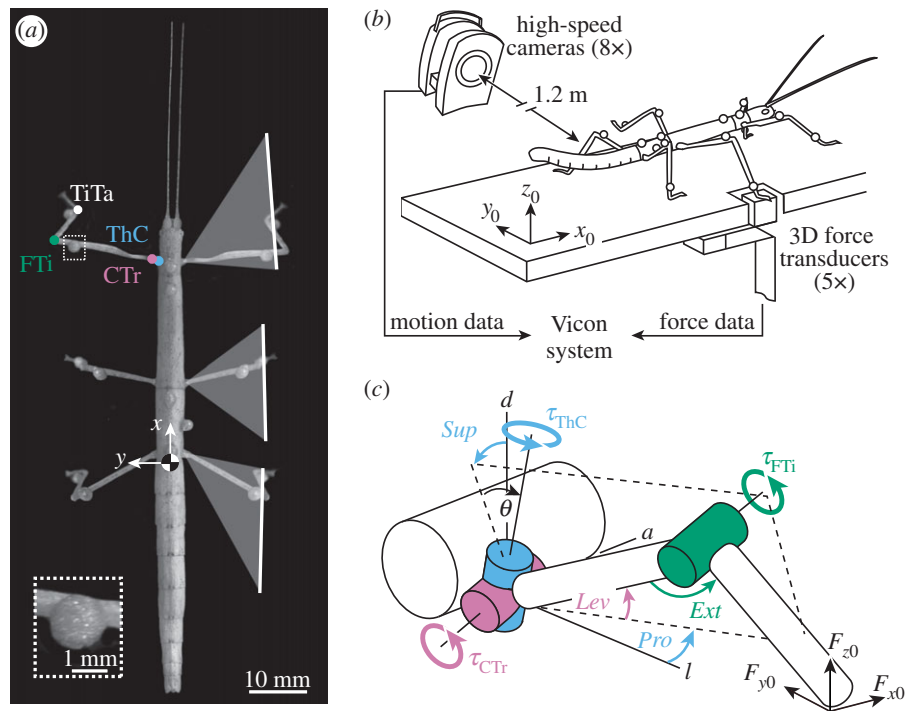 (a)
TiTa
FTi
ThC
CTr
x
y
1 mm
10 mm
(b)
high-speed
cameras (8×)
1.2 m
z0
y0
x0
3D force
transducers
(5×)
motion data
Vicon
system
force data
(c)
d
τThC
Sup
θ
τFTi
a
Lev
Ext
Pro
τCTr
l
Fz0
Fy0
Fx0